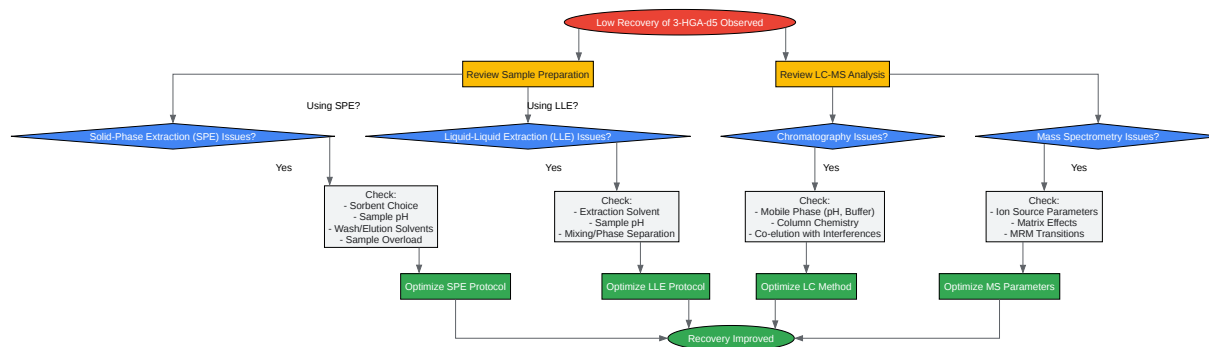 Low Recovery of 3-HGA-d5 Observed
Review Sample Preparation
Review LC-MS Analysis
Using SPE?
Using LLE?
Solid-Phase Extraction (SPE) Issues?
Liquid-Liquid Extraction (LLE) Issues?
Chromatography Issues?
Mass Spectrometry Issues?
Yes
Yes
Yes
Yes
Check:
- Sorbent Choice
- Sample pH
- Wash/Elution Solvents
- Sample Overload
Check:
- Extraction Solvent
- Sample pH
- Mixing/Phase Separation
Check:
- Mobile Phase (pH, Buffer)
- Column Chemistry
- Co-elution with Interferences
Check:
- Ion Source Parameters
- Matrix Effects
- MRM Transitions
Optimize SPE Protocol
Optimize LLE Protocol
Optimize LC Method
Optimize MS Parameters
Recovery Improved